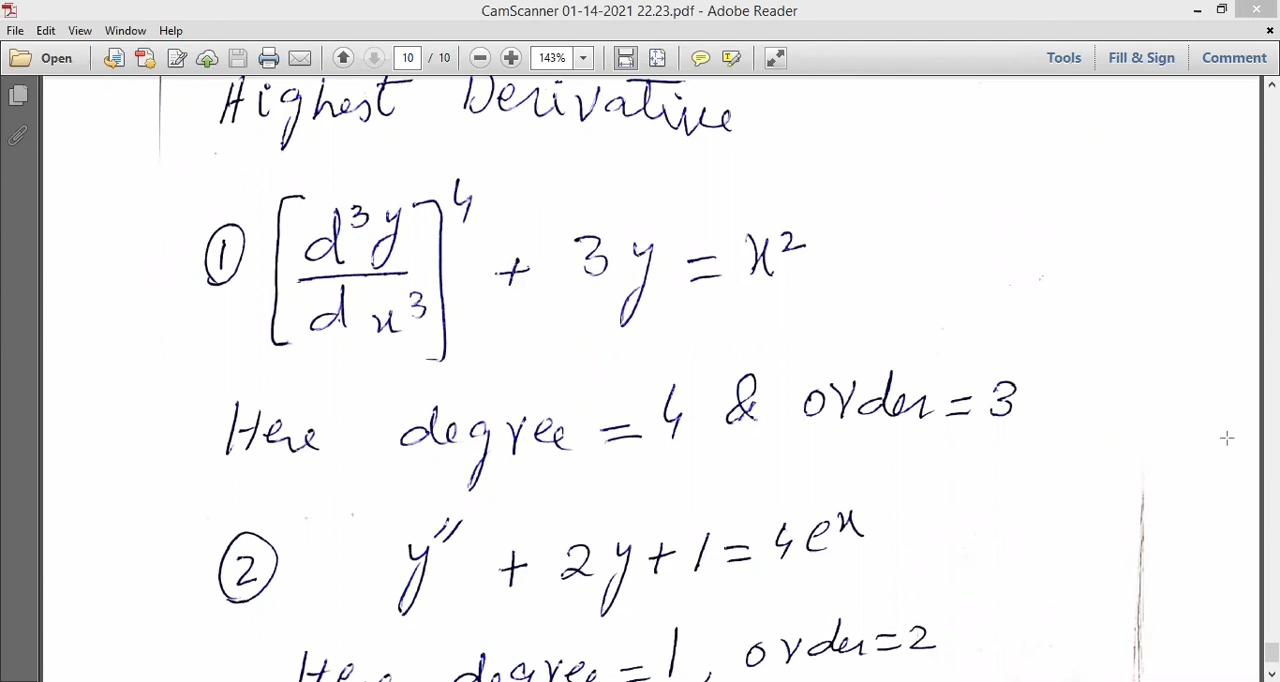 CamScanner 01-14-2021 22.23.pdf - Adobe Reader
File Edit View Window Help
Open 10 / 10 143% Tools Fill & Sign Comment
Highest Derivative
① [d³y/dx³]⁴ + 3y = x²
Here degree = 4 & order = 3
② y'' + 2y + 1 = 4eˣ
Here degree = 1, order = 2